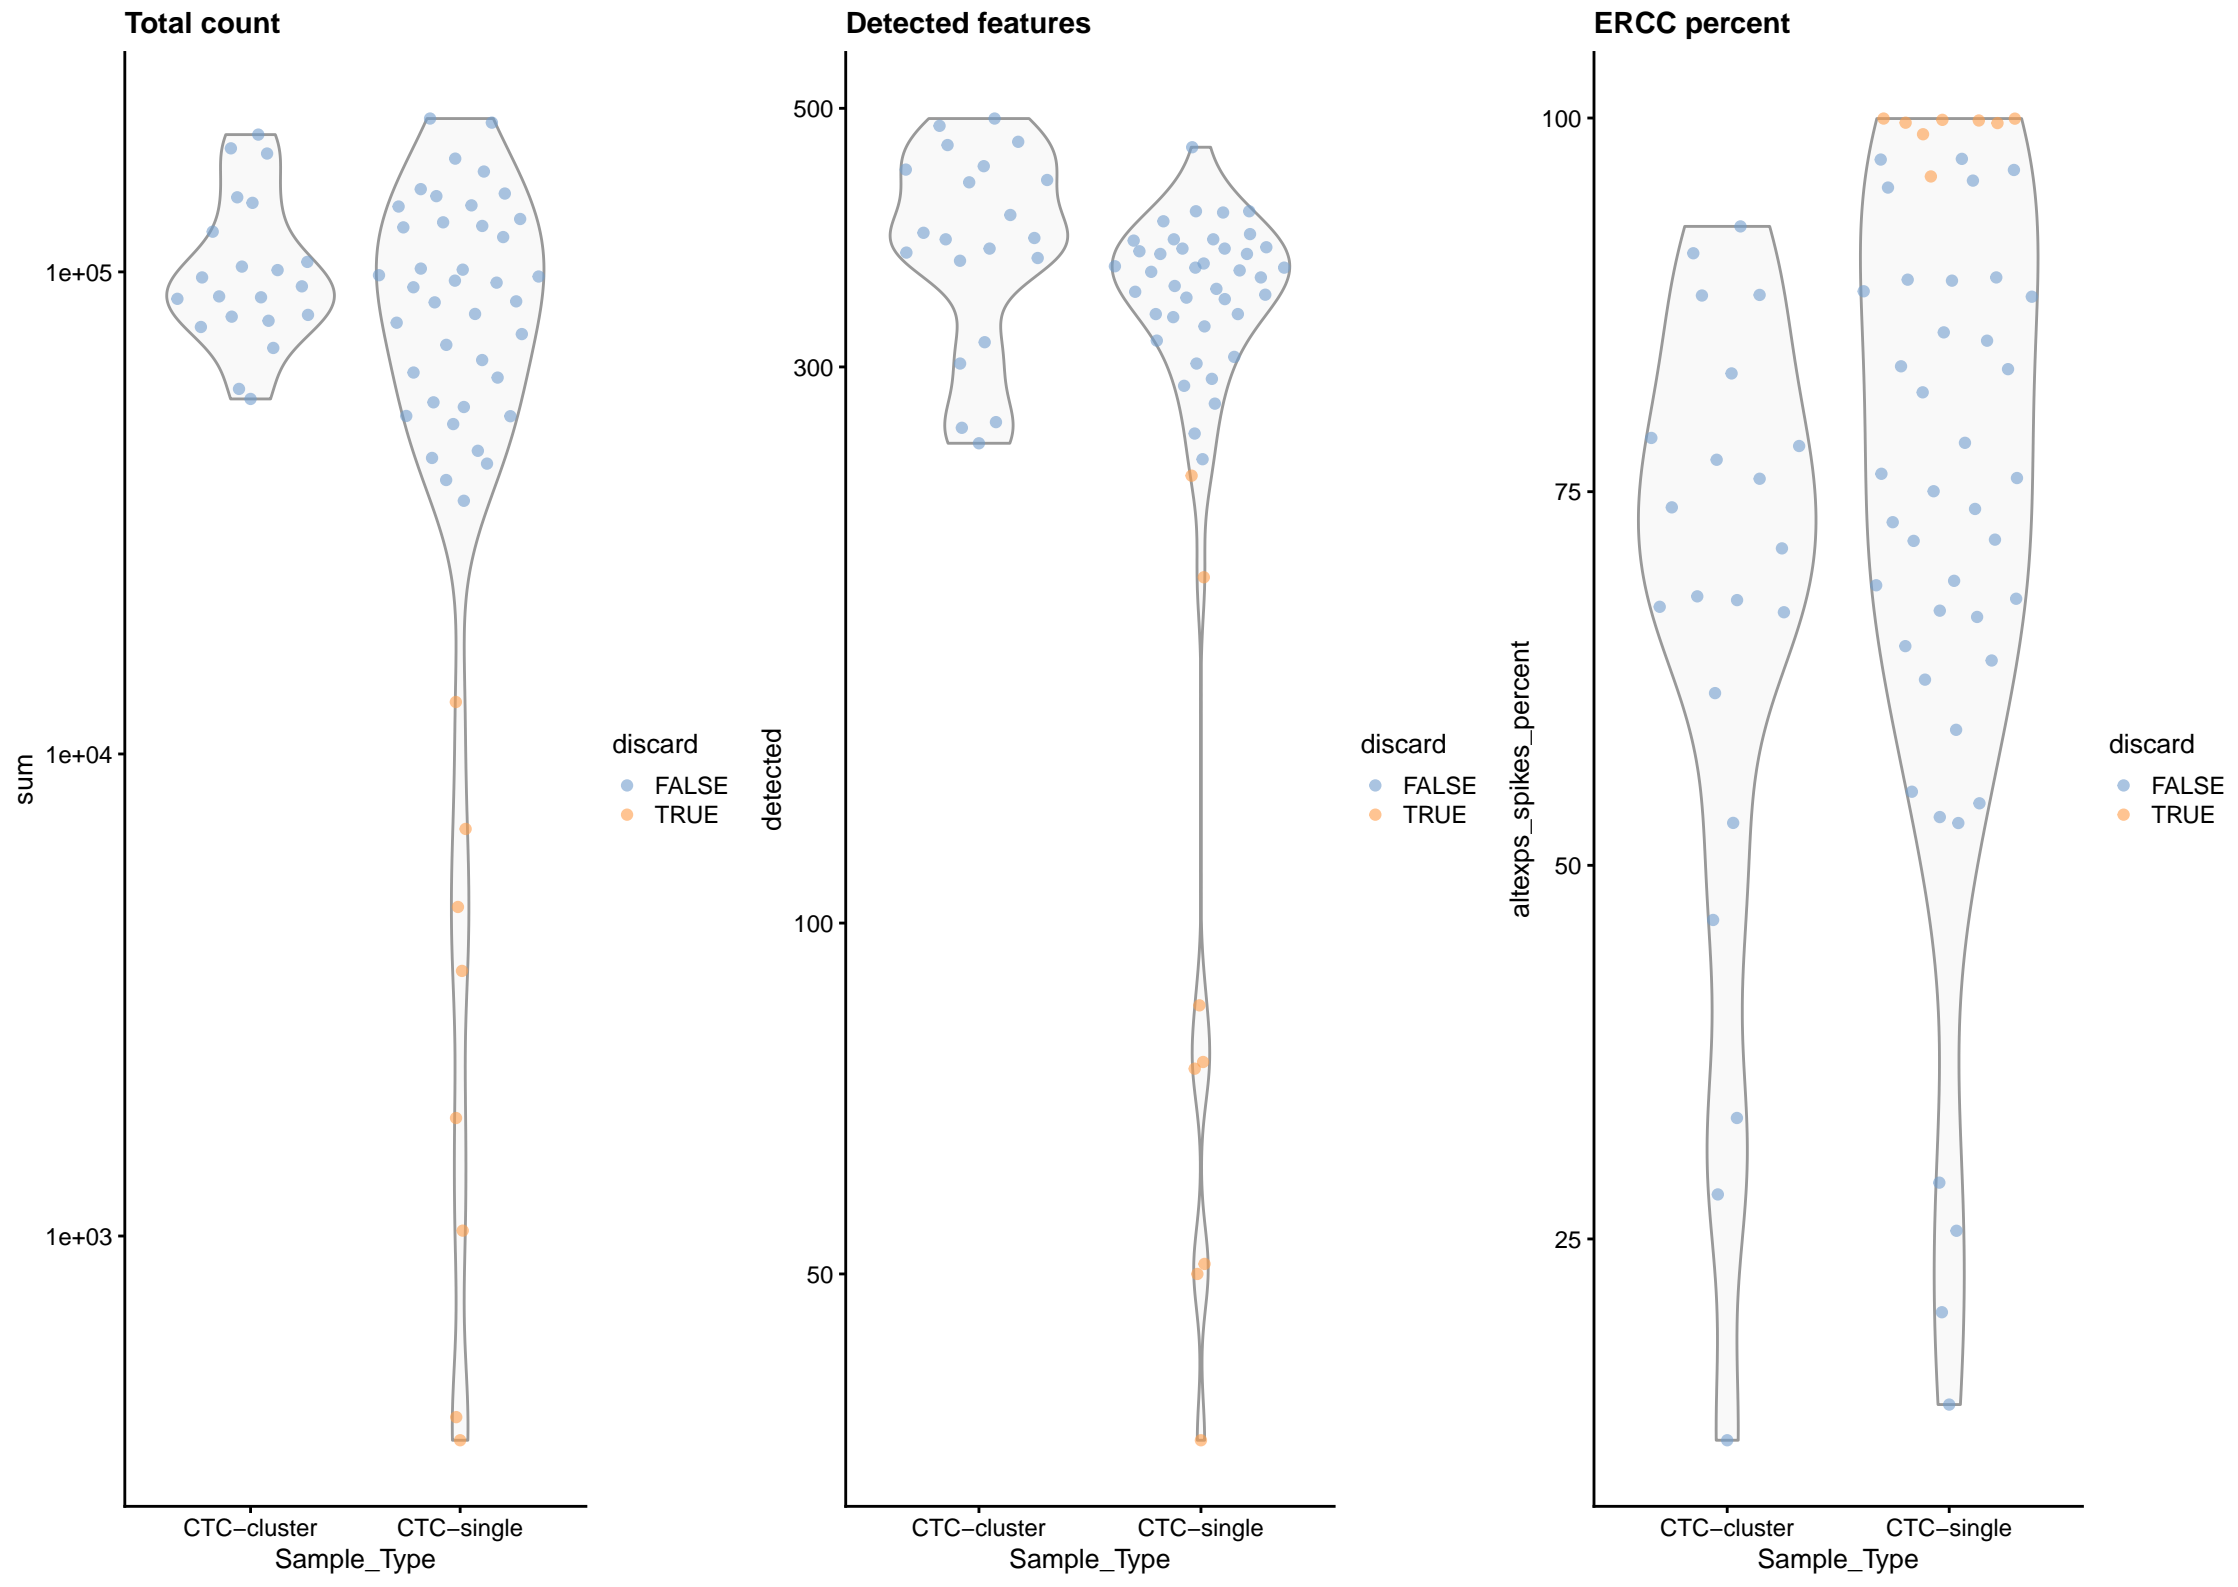 Total count
sum
1e+05
1e+04
1e+03
CTC−cluster
CTC−single
Sample_Type
discard
FALSE
TRUE
Detected features
detected
500
300
100
50
CTC−cluster
CTC−single
Sample_Type
discard
FALSE
TRUE
ERCC percent
altexps_spikes_percent
100
75
50
25
CTC−cluster
CTC−single
Sample_Type
discard
FALSE
TRUE